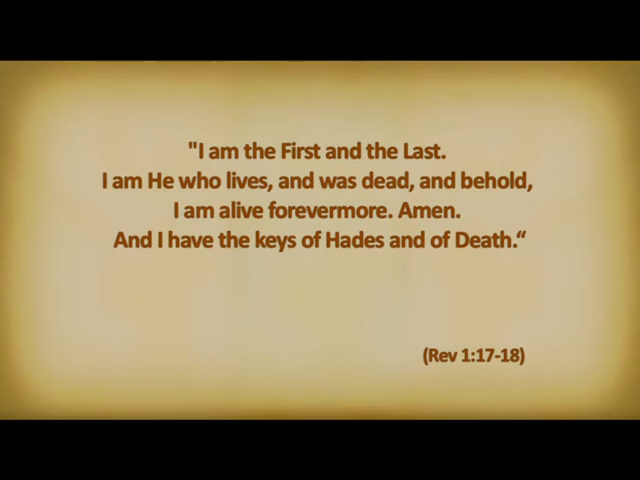 "I am the First and the Last.
I am He who lives, and was dead, and behold,
I am alive forevermore. Amen.
And I have the keys of Hades and of Death.“
(Rev 1:17-18)